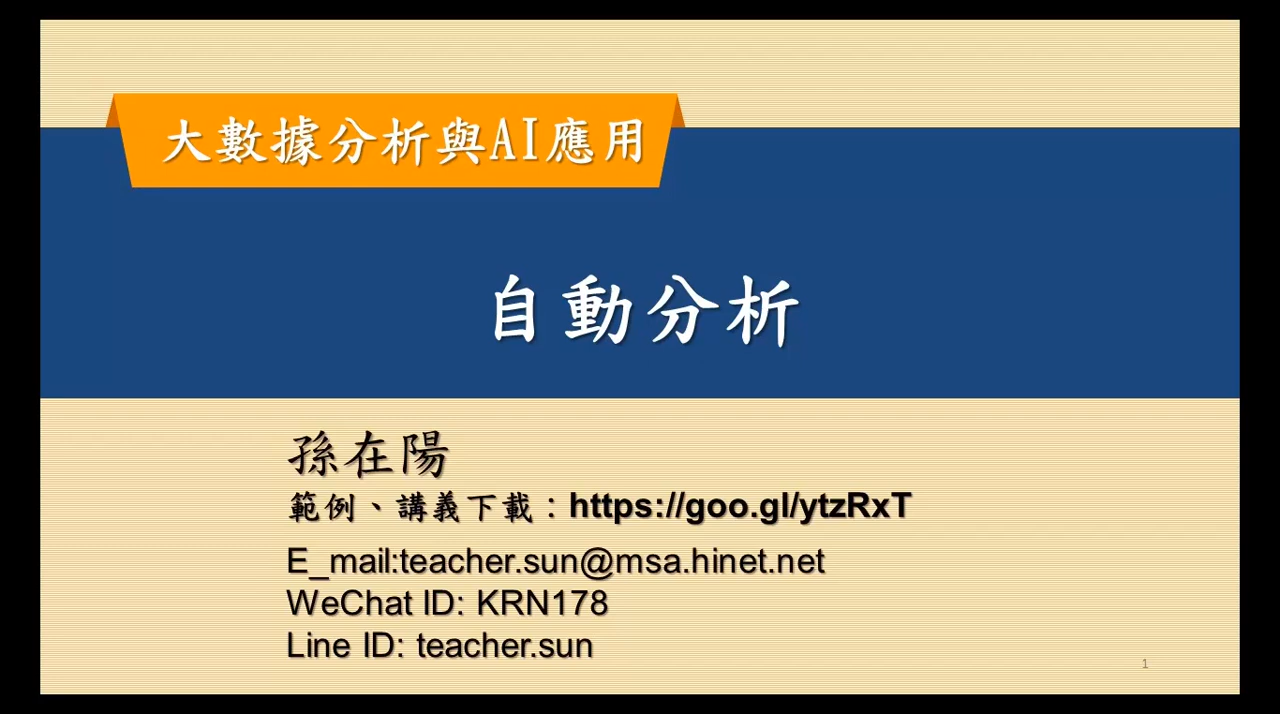 大數據分析與AI應用
自動分析
孫在陽
範例、講義下載：https://goo.gl/ytzRxT
E_mail:teacher.sun@msa.hinet.net
WeChat ID: KRN178
Line ID: teacher.sun
1